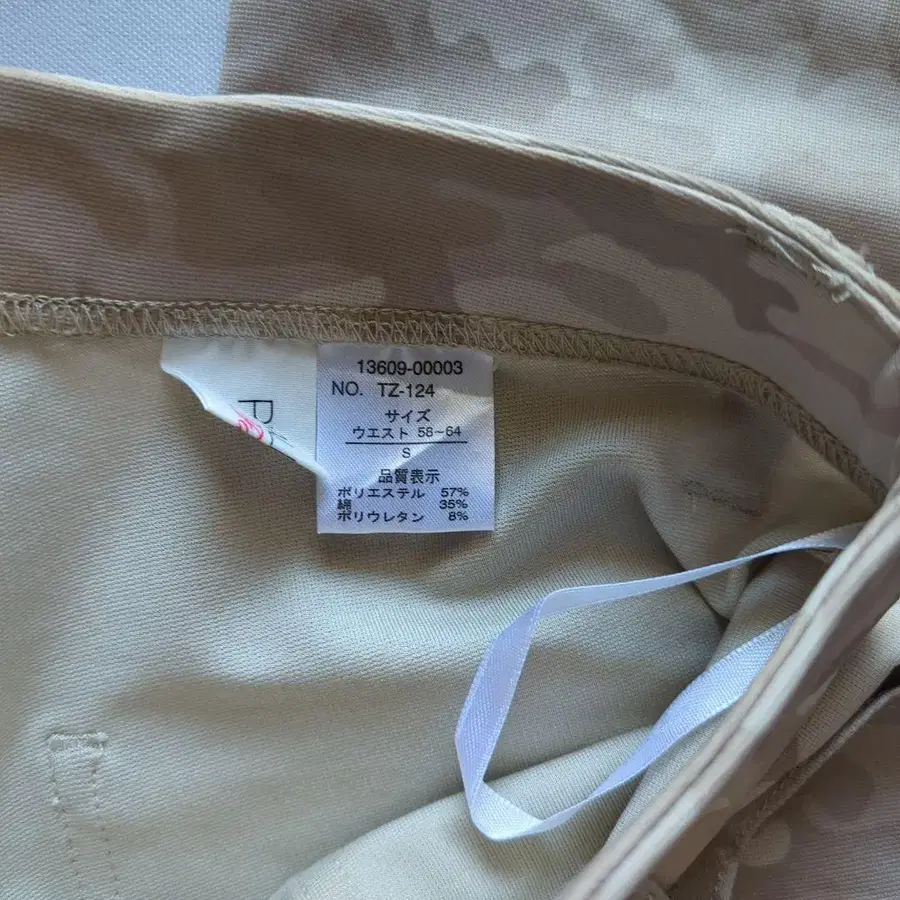 13609-00003
NO. TZ-124
サイズ
ウエスト 58~64
S
品質表示
ポリエステル 57%
綿 35%
ポリウレタン 8%